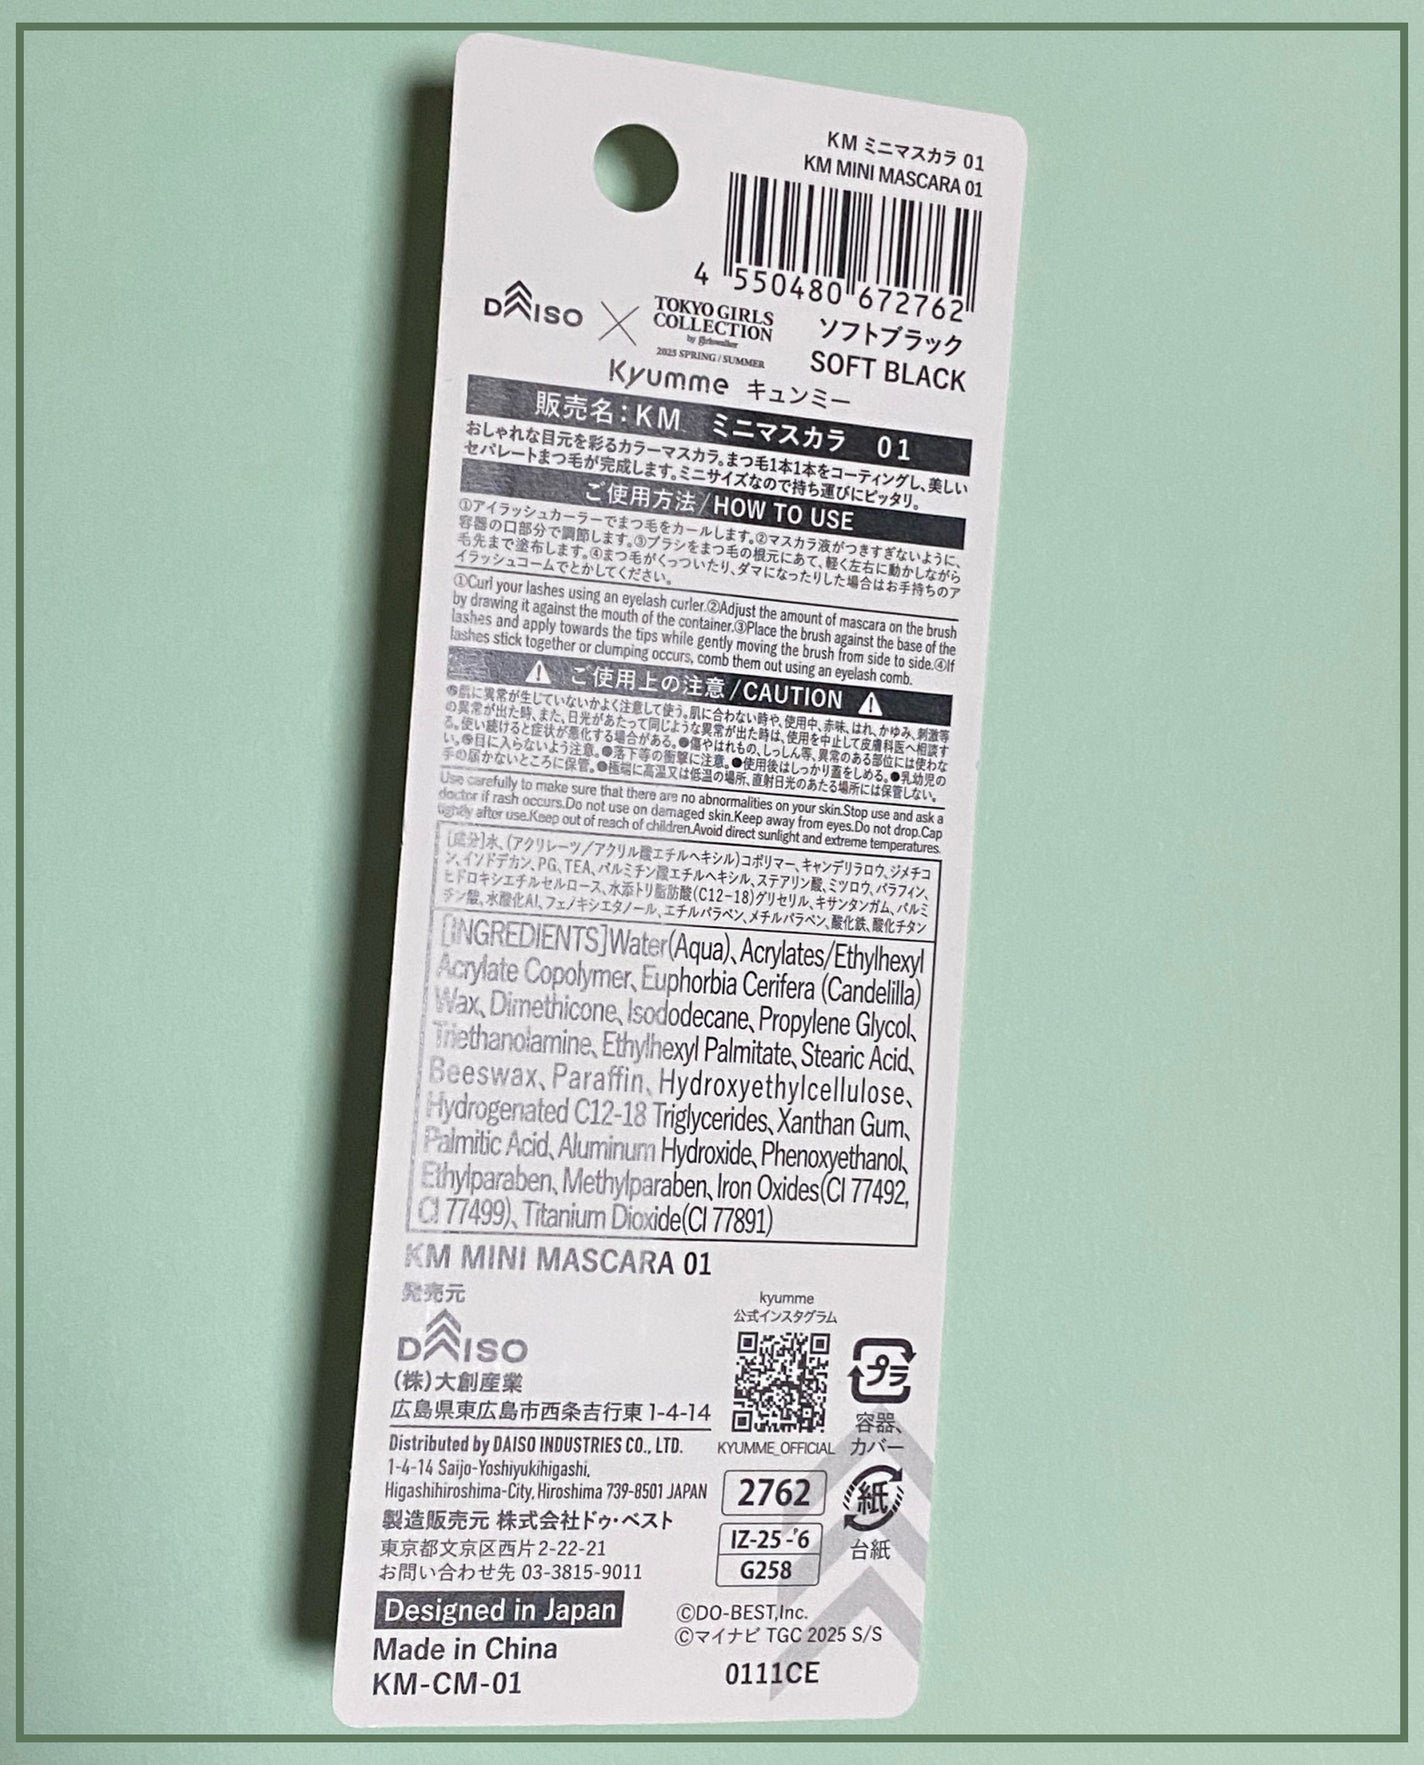 KM ミニマスカラ 01
KM MINI MASCARA 01
4 550480 672762
DAISO × TOKYO GIRLS COLLECTION
by girlswalker
2025 SPRING / SUMMER
ソフトブラック
SOFT BLACK
Kyumme キュンミー
販売名:KM ミニマスカラ 01
おしゃれな目元を彩るカラーマスカラ。まつ毛1本1本をコーティングし、美しい
セパレートまつ毛が完成します。ミニサイズなので持ち運びにピッタリ。
ご使用方法/HOW TO USE
①アイラッシュカーラーでまつ毛をカールします。②マスカラ液がつきすぎないように、
容器の口部分で調節します。③ブラシをまつ毛の根元にあて、軽く左右に動かしながら
毛先まで塗布します。④まつ毛がくっついたり、ダマになったりした場合はお手持ちのア
イラッシュコームでとかしてください。
①Curl your lashes using an eyelash curler.②Adjust the amount of mascara on the brush
by drawing it against the mouth of the container.③Place the brush against the base of the
lashes and apply towards the tips while gently moving the brush from side to side.④If
lashes stick together or clumping occurs, comb them out using an eyelash comb.
⚠ ご使用上の注意/CAUTION ⚠
●肌に異常が生じていないかよく注意して使う。肌に合わない時や、使用中、赤味、はれ、かゆみ、刺激等
の異常が出た時、また、日光があたって同じような異常が出た時は、使用を中止して皮膚科医へ相談す
る。使い続けると症状が悪化する場合がある。●傷やはれもの、しっしん等、異常のある部位には使わな
い。●目に入らないよう注意。●落下等の衝撃に注意。●使用後はしっかり蓋をしめる。●乳幼児の
手の届かないところに保管。●極端に高温又は低温の場所、直射日光のあたる場所には保管しない。
Use carefully to make sure that there are no abnormalities on your skin.Stop use and ask a
doctor if rash occurs.Do not use on damaged skin.Keep away from eyes.Do not drop.Cap
tightly after use.Keep out of reach of children.Avoid direct sunlight and extreme temperatures.
[成分]水、(アクリレーツ/アクリル酸エチルヘキシル)コポリマー、キャンデリラロウ、ジメチコ
ン、イソドデカン、PG、TEA、パルミチン酸エチルヘキシル、ステアリン酸、ミツロウ、パラフィン、
ヒドロキシエチルセルロース、水添トリ脂肪酸(C12-18)グリセリル、キサンタンガム、パルミ
チン酸、水酸化Al、フェノキシエタノール、エチルパラベン、メチルパラベン、酸化鉄、酸化チタン
[INGREDIENTS]Water(Aqua)、Acrylates/Ethylhexyl
Acrylate Copolymer、Euphorbia Cerifera (Candelilla)
Wax、Dimethicone、Isododecane、Propylene Glycol、
Triethanolamine、Ethylhexyl Palmitate、Stearic Acid、
Beeswax、Paraffin、Hydroxyethylcellulose、
Hydrogenated C12-18 Triglycerides、Xanthan Gum、
Palmitic Acid、Aluminum Hydroxide、Phenoxyethanol、
Ethylparaben、Methylparaben、Iron Oxides(CI 77492,
CI 77499)、Titanium Dioxide(CI 77891)
KM MINI MASCARA 01
発売元
DAISO
(株)大創産業
広島県東広島市西条吉行東1-4-14
Distributed by DAISO INDUSTRIES CO., LTD.
1-4-14 Saijo-Yoshiyukihigashi,
Higashihiroshima-City, Hiroshima 739-8501 JAPAN
製造販売元 株式会社ドゥ・ベスト
東京都文京区西片2-22-21
お問い合わせ先 03-3815-9011
Designed in Japan
Made in China
KM-CM-01
kyumme
公式インスタグラム
KYUMME_OFFICIAL
プラ
容器、
カバー
紙
台紙
2762
IZ-25-6
G258
©DO-BEST,Inc.
©マイナビ TGC 2025 S/S
0111CE